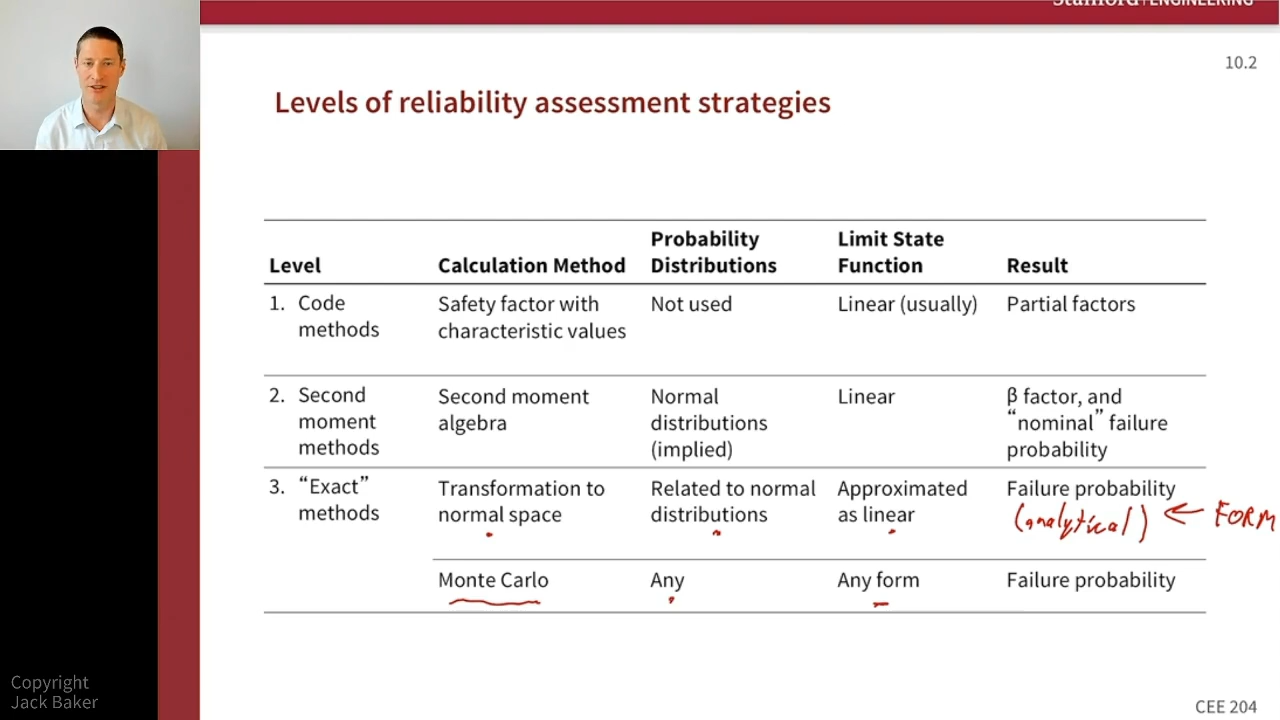 Stanford | ENGINEERING
10.2
Levels of reliability assessment strategies
Probability Limit State
Level Calculation Method Distributions Function Result
1. Code Safety factor with Not used Linear (usually) Partial factors
methods characteristic values
2. Second Second moment Normal Linear β factor, and
moment algebra distributions “nominal” failure
methods (implied) probability
3. “Exact” Transformation to Related to normal Approximated Failure probability
methods normal space distributions as linear (analytical) ← FORM
Monte Carlo Any Any form Failure probability
Copyright
Jack Baker
CEE 204